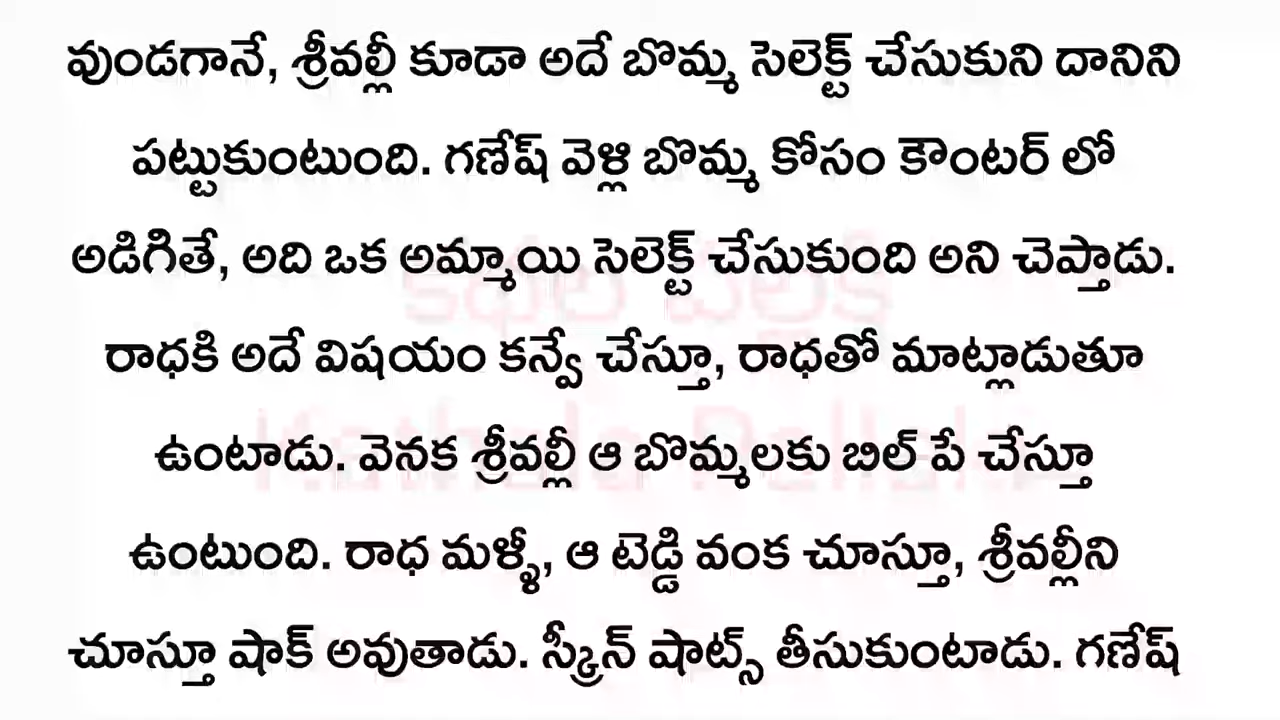 వుండగానే, శ్రీవల్లీ కూడా అదే బొమ్మ సెలెక్ట్ చేసుకుని దానిని
పట్టుకుంటుంది. గణేష్ వెళ్లి బొమ్మ కోసం కౌంటర్ లో
అడిగితే, అది ఒక అమ్మాయి సెలెక్ట్ చేసుకుంది అని చెప్తాడు.
రాధకి అదే విషయం కన్వే చేస్తూ, రాధతో మాట్లాడుతూ
ఉంటాడు. వెనక శ్రీవల్లీ ఆ బొమ్మలకు బిల్ పే చేస్తూ
ఉంటుంది. రాధ మళ్ళీ, ఆ టెడ్డి వంక చూస్తూ, శ్రీవల్లీని
చూస్తూ షాక్ అవుతాడు. స్క్రీన్ షాట్స్ తీసుకుంటాడు. గణేష్